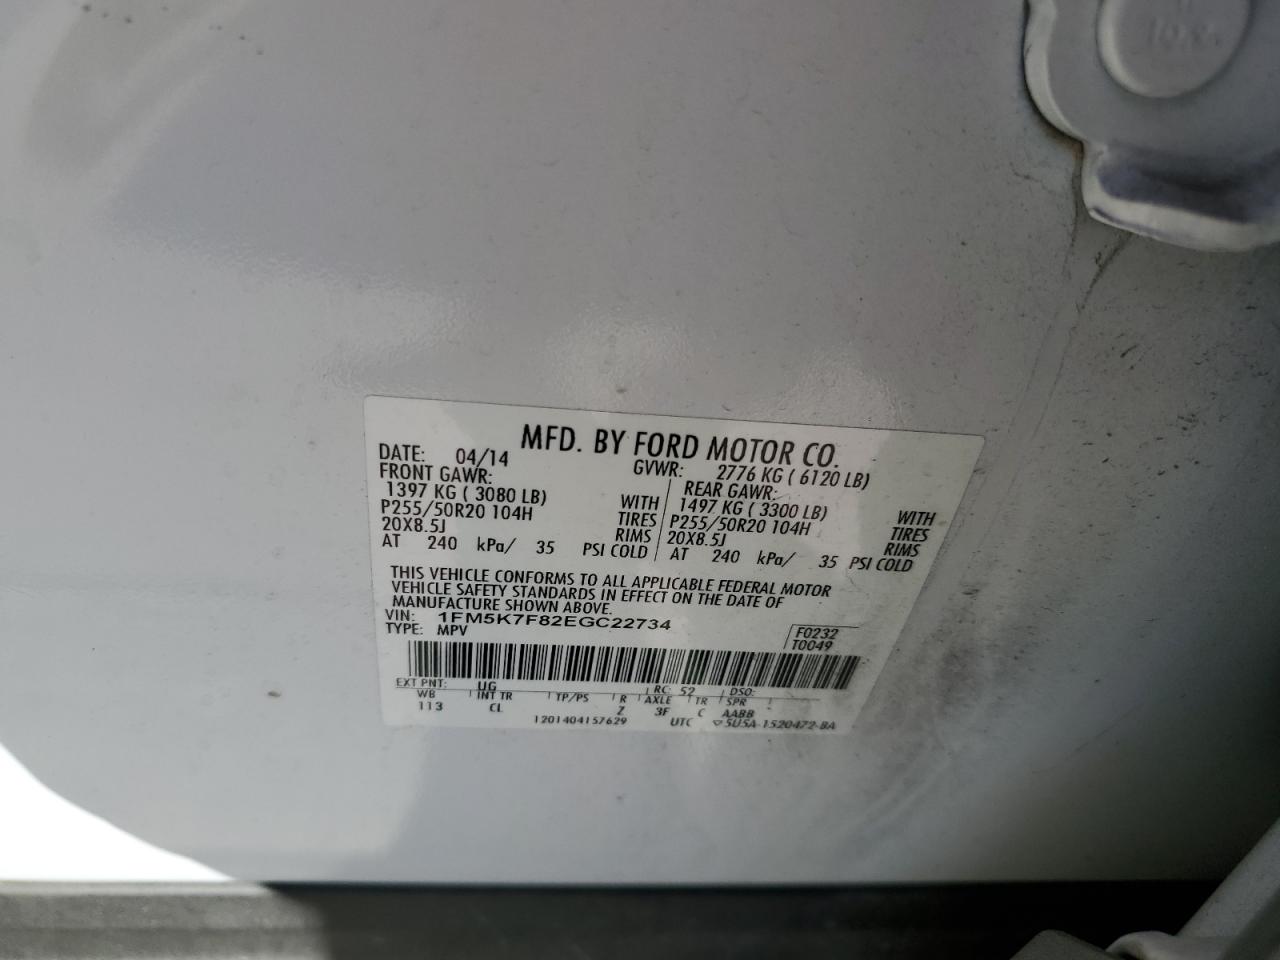 MFD. BY FORD MOTOR CO.
DATE: 04/14 GVWR: 2776 KG ( 6120 LB)
FRONT GAWR: REAR GAWR:
1397 KG ( 3080 LB) WITH 1497 KG ( 3300 LB) WITH
P255/50R20 104H TIRES P255/50R20 104H TIRES
20X8.5J RIMS 20X8.5J RIMS
AT 240 kPa/ 35 PSI COLD AT 240 kPa/ 35 PSI COLD
THIS VEHICLE CONFORMS TO ALL APPLICABLE FEDERAL MOTOR
VEHICLE SAFETY STANDARDS IN EFFECT ON THE DATE OF
MANUFACTURE SHOWN ABOVE.
VIN: 1FM5K7F82EGC22734
TYPE: MPV F0232
T0049
EXT PNT: UG RC: 52 DSO:
WB INT TR TP/PS R AXLE TR SPR
113 CL Z 3F C AABB
1201404157629 UTC 5U5A-1520472-BA